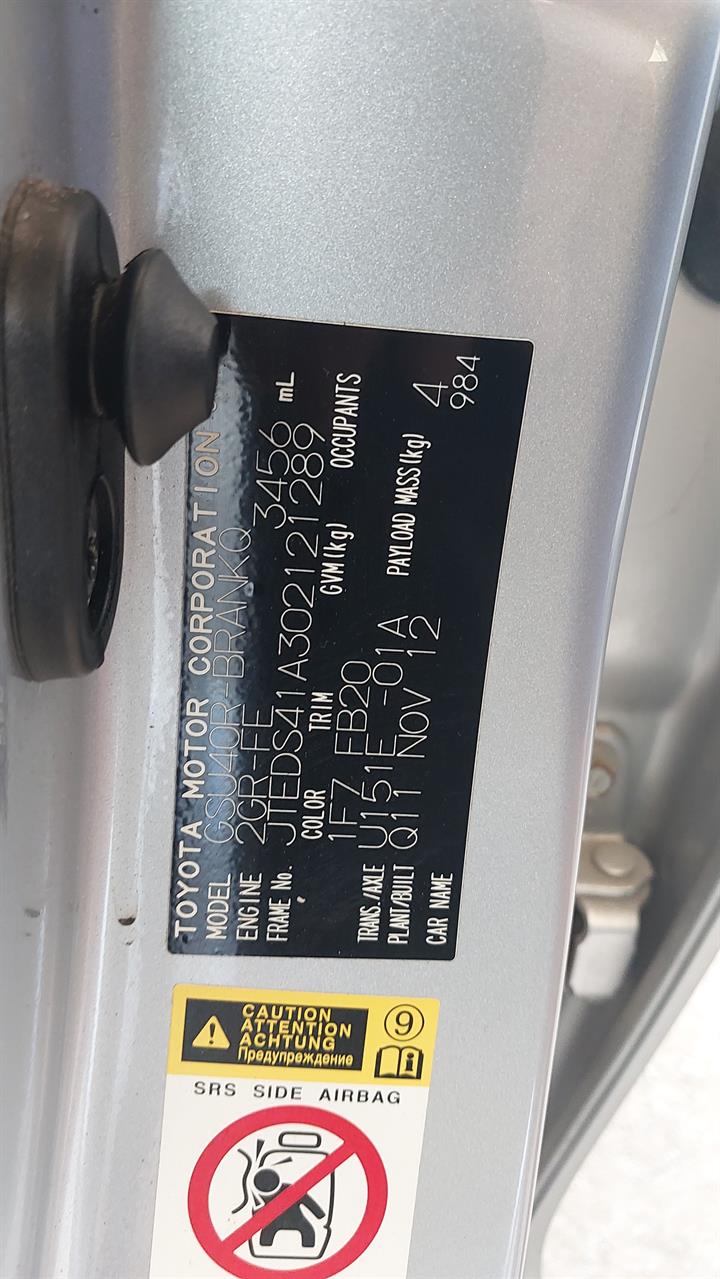 TOYOTA MOTOR CORPORATION
MODEL GSU40R-BRANKQ
ENGINE 2GR-FE 3456 mL
FRAME No. JTEDS41A302121289
COLOR TRIM GVM(kg) OCCUPANTS
1F7 FB20 4
TRANS./AXLE U151E -01A PAYLOAD MASS(kg) 984
PLANT/BUILT Q11 NOV 12
CAR NAME
CAUTION
ATTENTION
ACHTUNG
Предупреждение
9
i
SRS SIDE AIRBAG